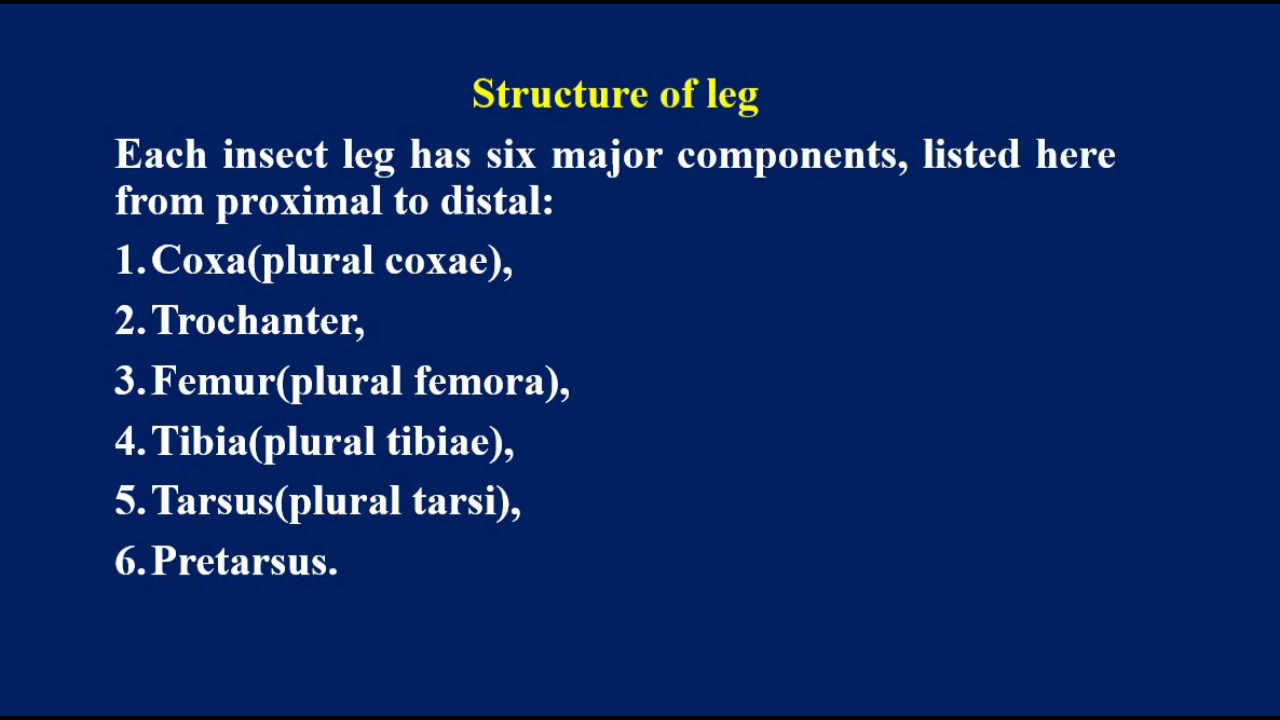 Structure of leg
Each insect leg has six major components, listed here
from proximal to distal:
1. Coxa(plural coxae),
2. Trochanter,
3. Femur(plural femora),
4. Tibia(plural tibiae),
5. Tarsus(plural tarsi),
6. Pretarsus.